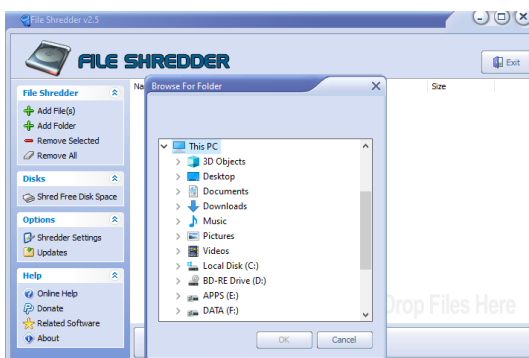 File Shredder v2.5
FILE SHREDDER
Exit
File Shredder
Add File(s)
Add Folder
Remove Selected
Remove All
Disks
Shred Free Disk Space
Options
Shredder Settings
Updates
Help
Online Help
Donate
Related Software
About
Na
Size
Browse For Folder
This PC
3D Objects
Desktop
Documents
Downloads
Music
Pictures
Videos
Local Disk (C:)
BD-RE Drive (D:)
APPS (E:)
DATA (F:)
OK
Cancel
Drop Files Here